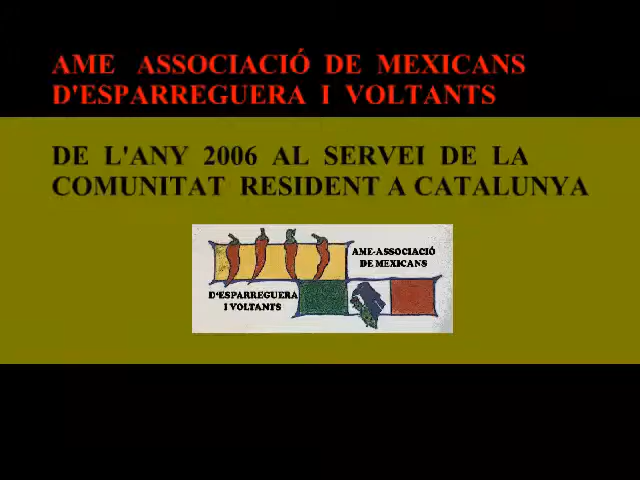 AME ASSOCIACIÓ DE MEXICANS
D'ESPARREGUERA I VOLTANTS
DE L'ANY 2006 AL SERVEI DE LA
COMUNITAT RESIDENT A CATALUNYA
AME-ASSOCIACIÓ
DE MEXICANS
D'ESPARREGUERA
I VOLTANTS